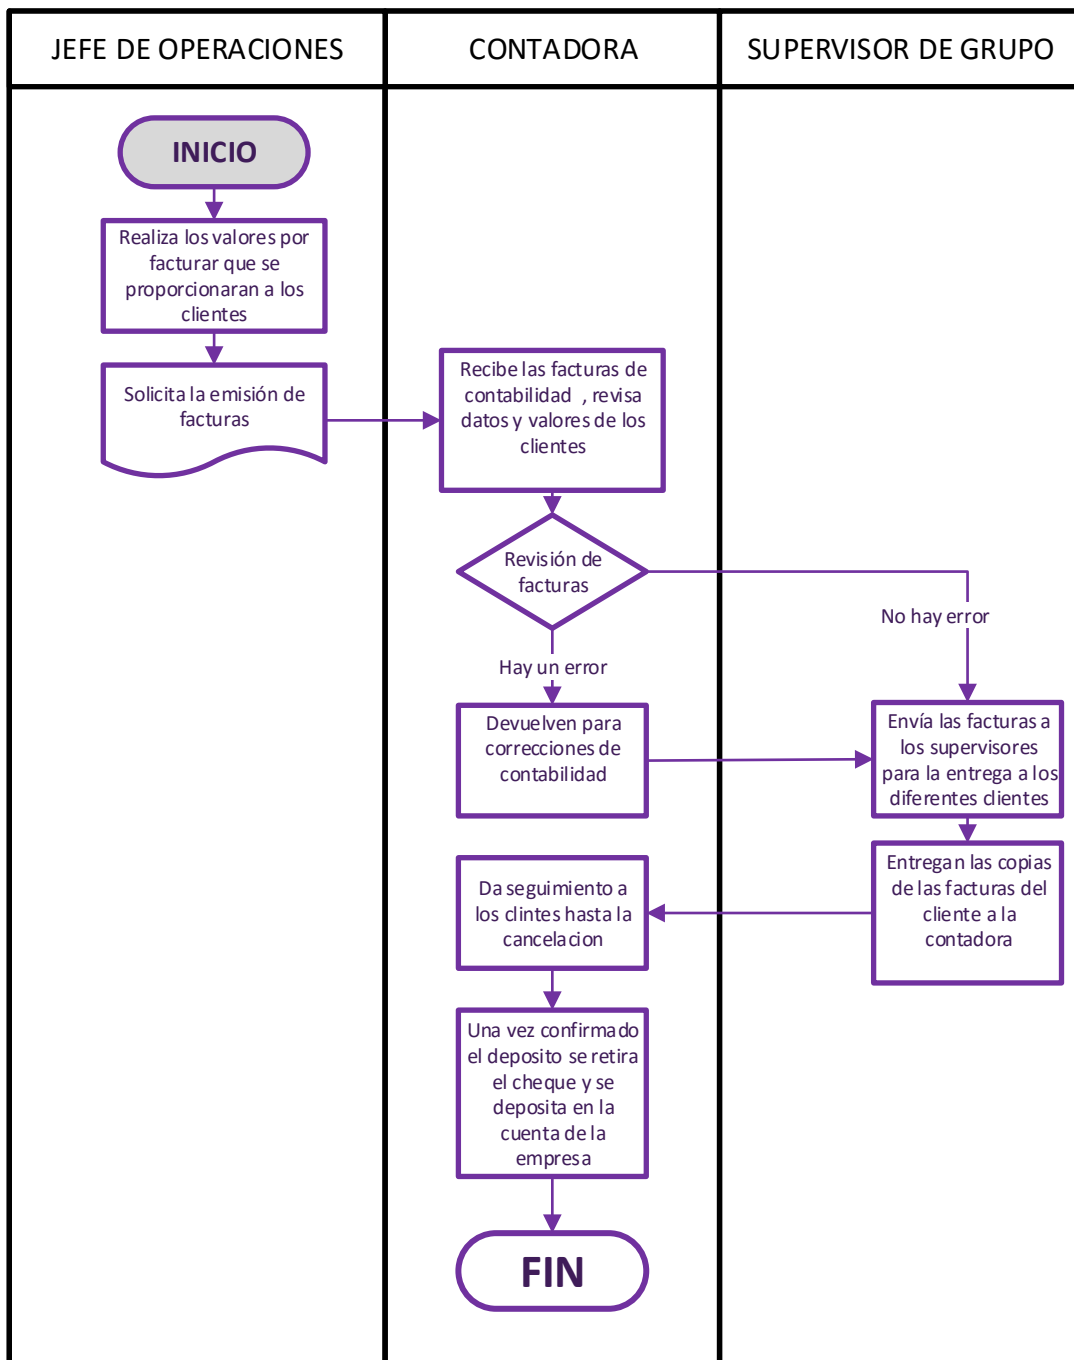 JEFE DE OPERACIONES
CONTADORA
SUPERVISOR DE GRUPO
INICIO
Realiza los valores por
facturar que se
proporcionaran a los
clientes
Solicita la emisión de
facturas
Recibe las facturas de
contabilidad , revisa
datos y valores de los
clientes
Revisión de
facturas
No hay error
Hay un error
Devuelven para
correcciones de
contabilidad
Envía las facturas a
los supervisores
para la entrega a los
diferentes clientes
Entregan las copias
de las facturas del
cliente a la
contadora
Da seguimiento a
los clintes hasta la
cancelacion
Una vez confirmado
el deposito se retira
el cheque y se
deposita en la
cuenta de la
empresa
FIN